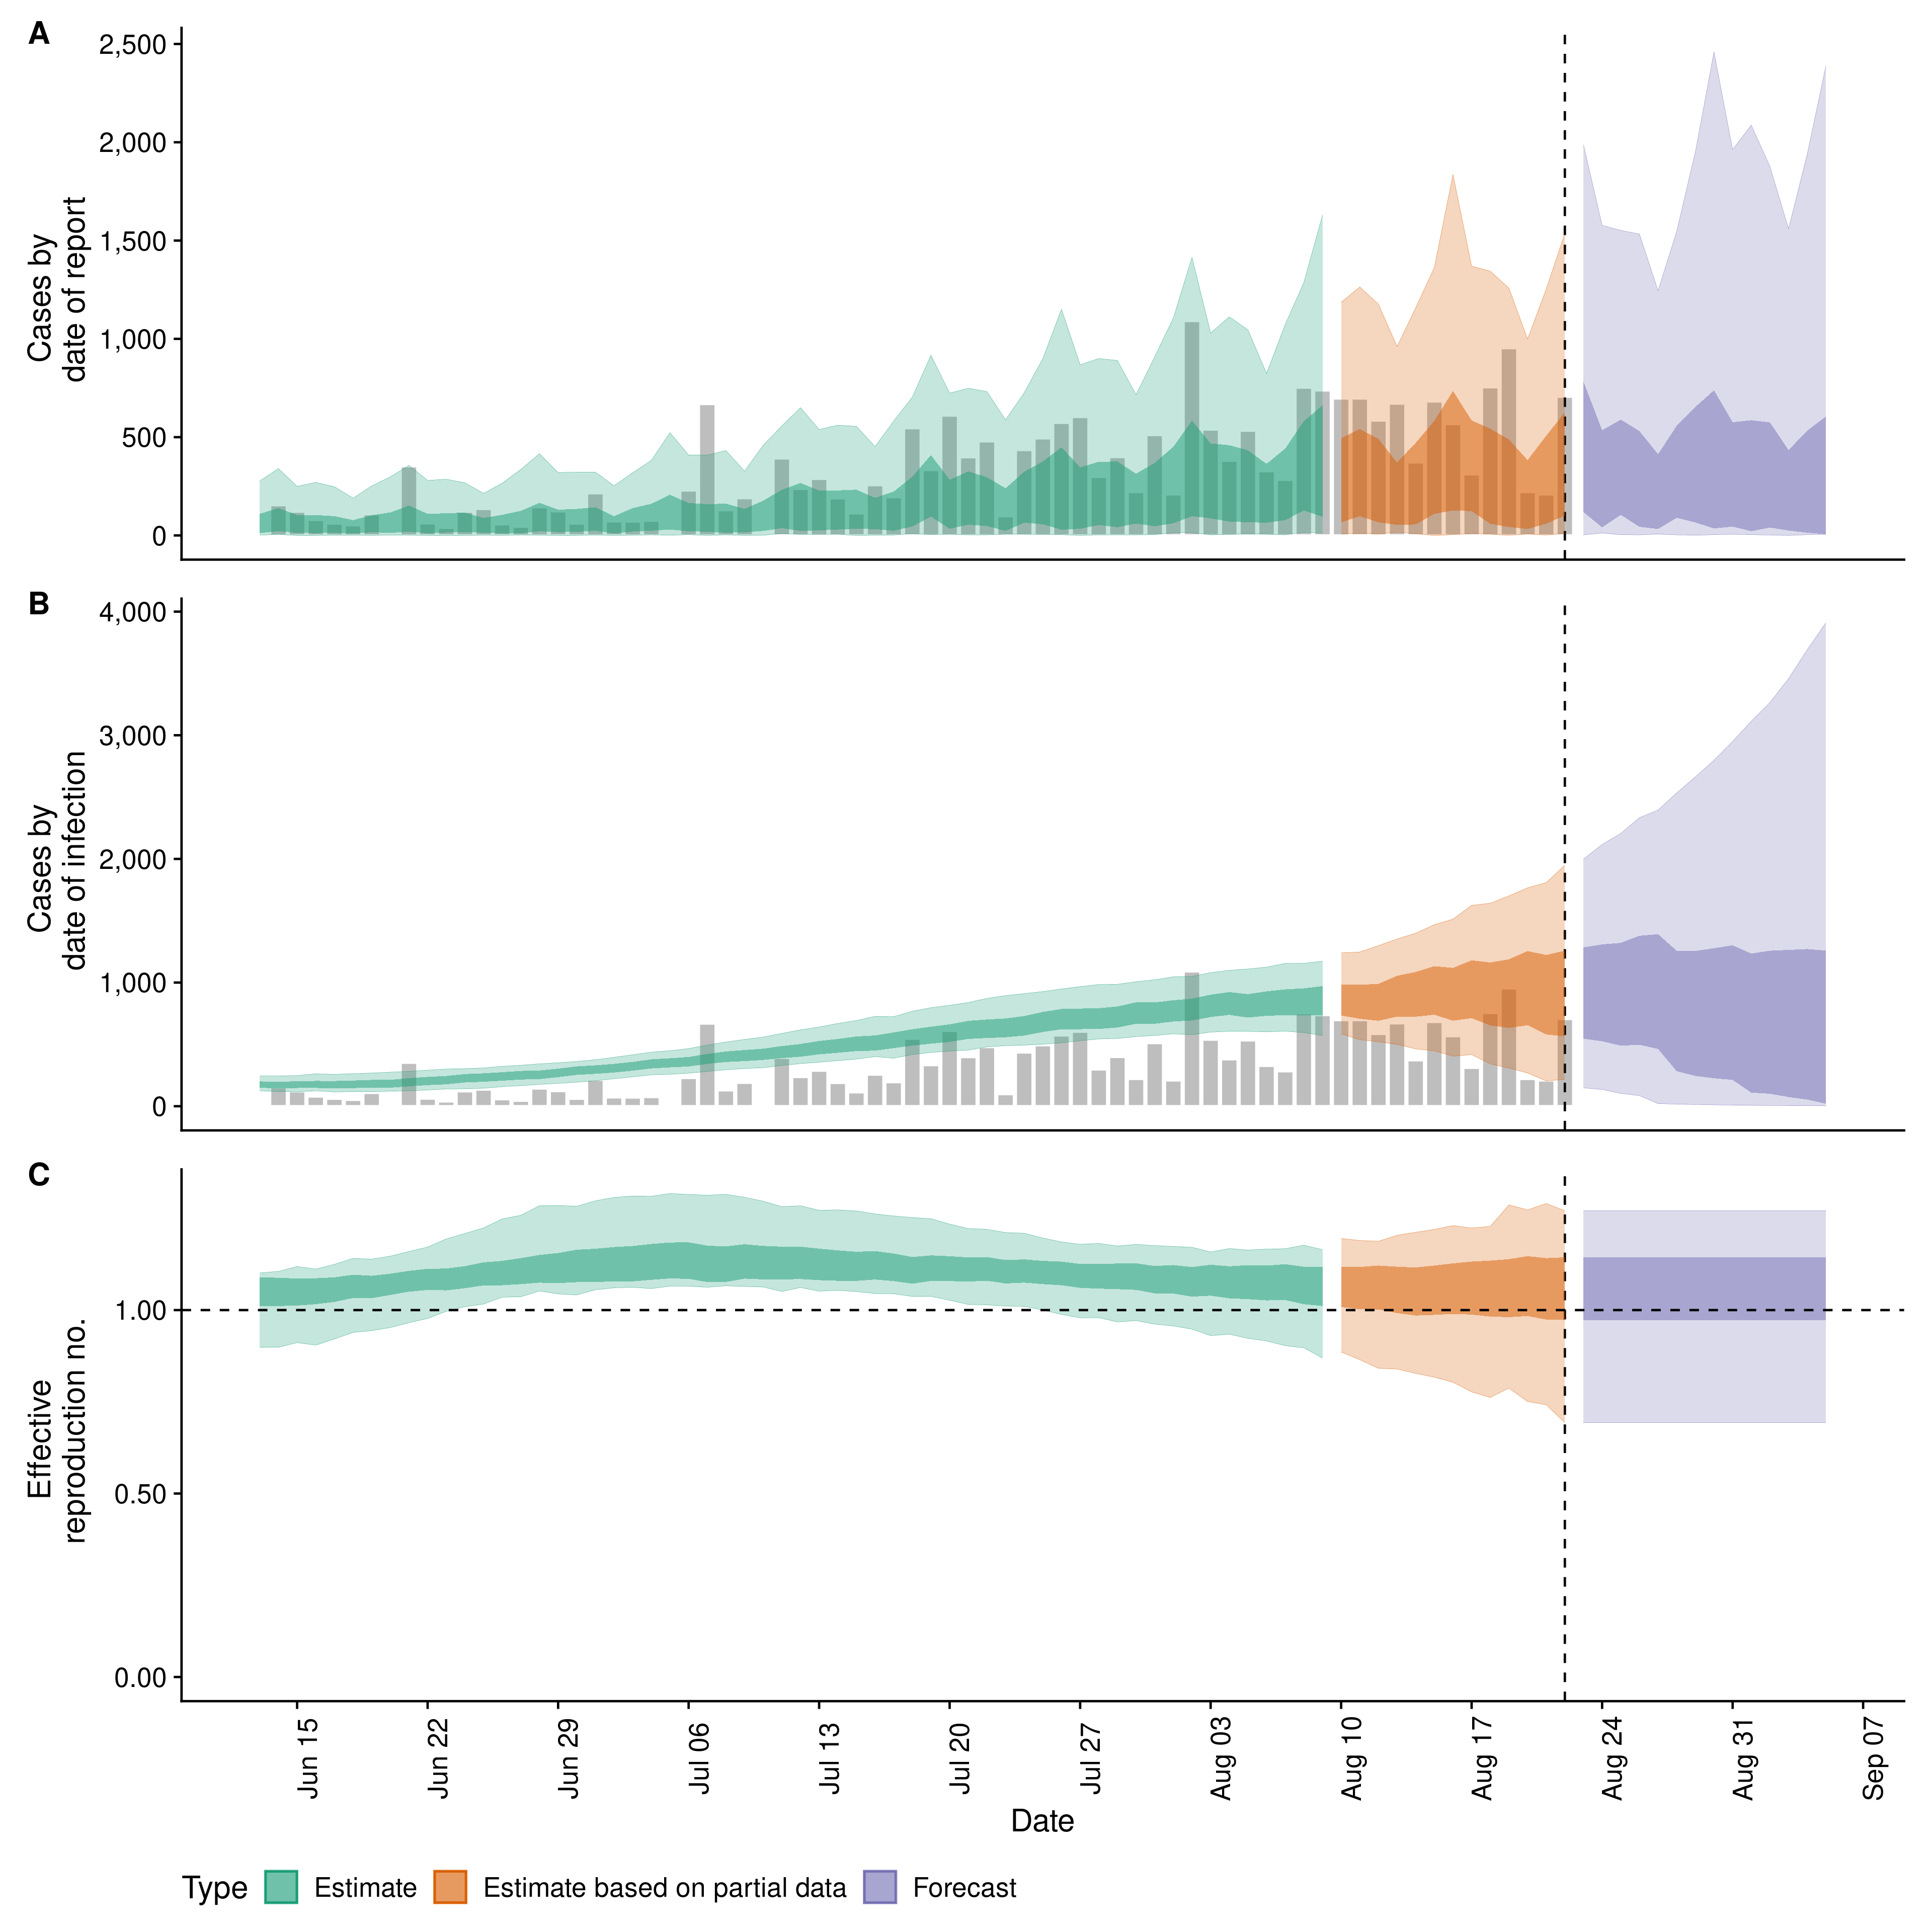 A
2,500
2,000
1,500
1,000
500
0
Cases by
date of report
B
4,000
3,000
2,000
1,000
0
Cases by
date of infection
C
1.00
0.50
0.00
Effective
reproduction no.
Jun 15
Jun 22
Jun 29
Jul 06
Jul 13
Jul 20
Jul 27
Aug 03
Aug 10
Aug 17
Aug 24
Aug 31
Sep 07
Date
Type Estimate Estimate based on partial data Forecast